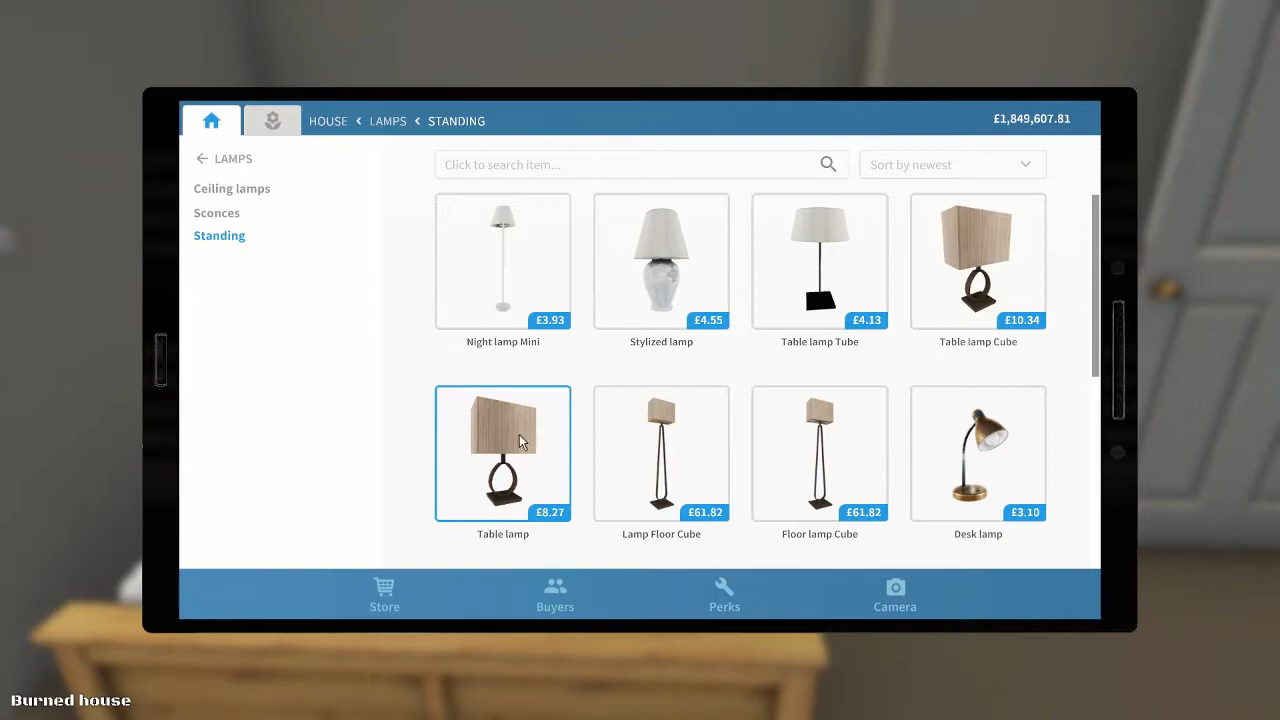 HOUSE < LAMPS < STANDING
£1,849,607.81
LAMPS
Ceiling lamps
Sconces
Standing
Click to search item...
Sort by newest
£3.93
£4.55
£4.13
£10.34
Night lamp Mini
Stylized lamp
Table lamp Tube
Table lamp Cube
£8.27
£61.82
£61.82
£3.10
Table lamp
Lamp Floor Cube
Floor lamp Cube
Desk lamp
Store
Buyers
Perks
Camera
Burned house